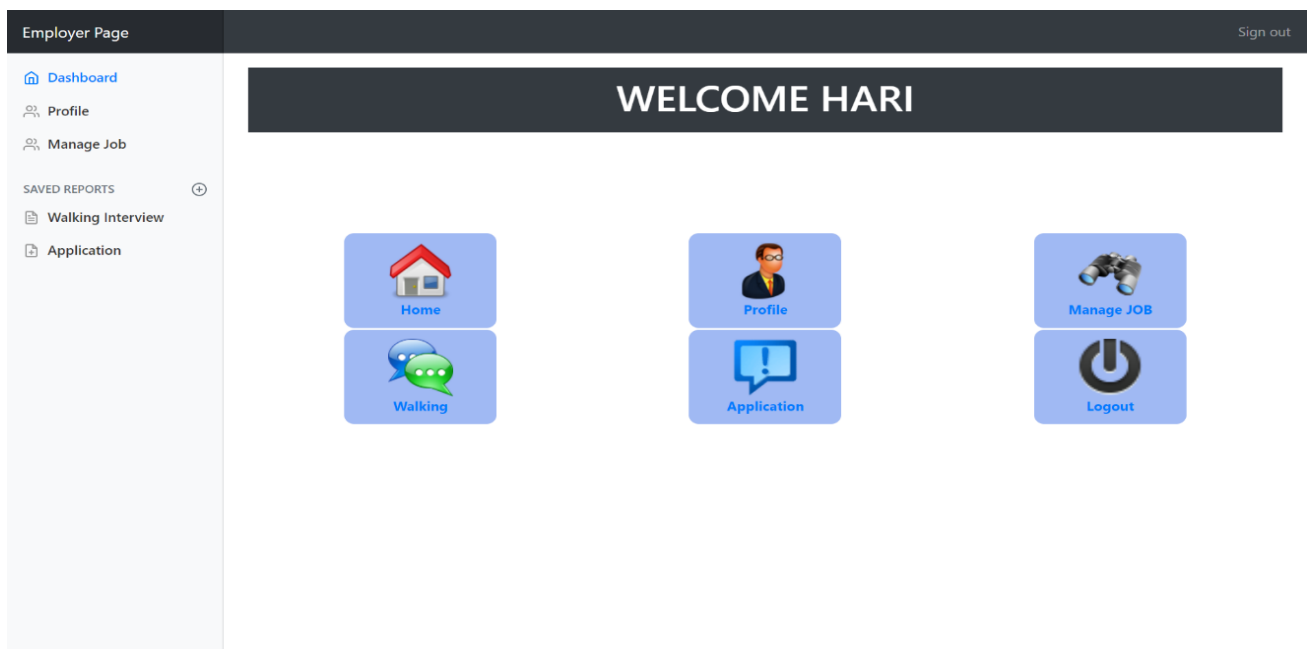 Employer Page
Sign out
Dashboard
Profile
Manage Job
SAVED REPORTS
Walking Interview
Application
WELCOME HARI
Home
Profile
Manage JOB
Walking
Application
Logout